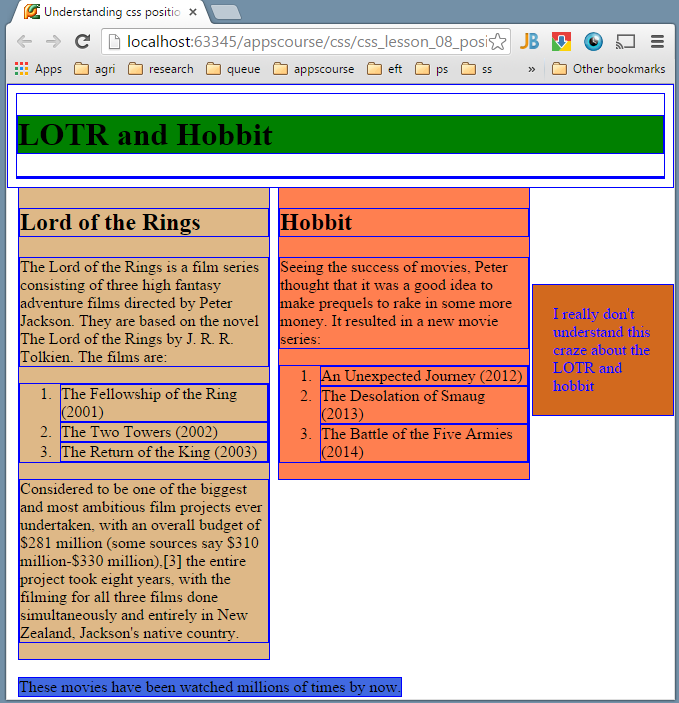 Understanding css positio
localhost:63345/appscourse/css/css_lesson_08_posi
JB
Apps agri research queue appscourse eft ps ss » Other bookmarks
LOTR and Hobbit
Lord of the Rings
The Lord of the Rings is a film series
consisting of three high fantasy
adventure films directed by Peter
Jackson. They are based on the novel
The Lord of the Rings by J. R. R.
Tolkien. The films are:
1. The Fellowship of the Ring
(2001)
2. The Two Towers (2002)
3. The Return of the King (2003)
Considered to be one of the biggest
and most ambitious film projects ever
undertaken, with an overall budget of
$281 million (some sources say $310
million-$330 million),[3] the entire
project took eight years, with the
filming for all three films done
simultaneously and entirely in New
Zealand, Jackson's native country.
Hobbit
Seeing the success of movies, Peter
thought that it was a good idea to
make prequels to rake in some more
money. It resulted in a new movie
series:
1. An Unexpected Journey (2012)
2. The Desolation of Smaug
(2013)
3. The Battle of the Five Armies
(2014)
I really don't
understand this
craze about the
LOTR and
hobbit
These movies have been watched millions of times by now.